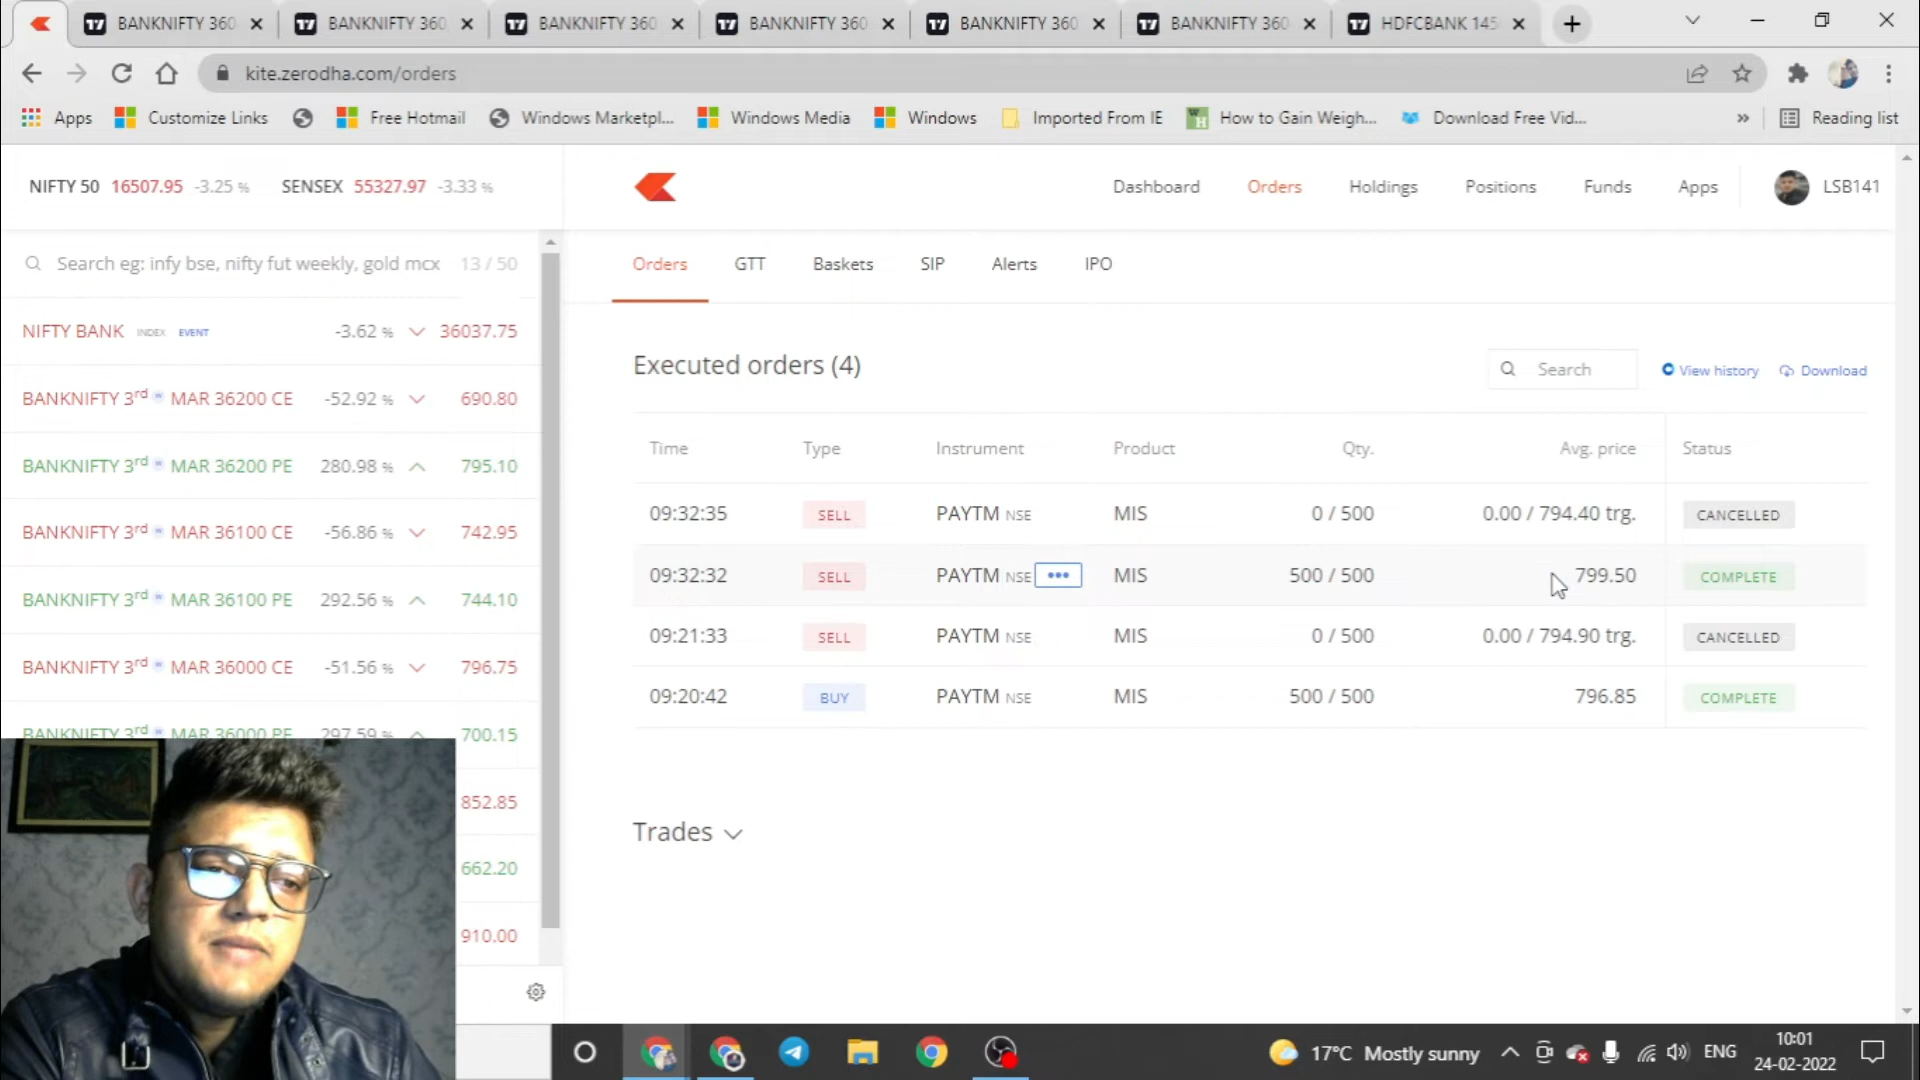 BANKNIFTY 360
BANKNIFTY 360
BANKNIFTY 360
BANKNIFTY 360
BANKNIFTY 360
BANKNIFTY 360
HDFCBANK 145
kite.zerodha.com/orders
Apps
Customize Links
Free Hotmail
Windows Marketpl...
Windows Media
Windows
Imported From IE
How to Gain Weigh...
Download Free Vid...
»
Reading list
NIFTY 50 16507.95 -3.25 %
SENSEX 55327.97 -3.33 %
Dashboard
Orders
Holdings
Positions
Funds
Apps
LSB141
Search eg: infy bse, nifty fut weekly, gold mcx 13 / 50
NIFTY BANK INDEX EVENT -3.62 % 36037.75
BANKNIFTY 3rd w MAR 36200 CE -52.92 % 690.80
BANKNIFTY 3rd w MAR 36200 PE 280.98 % 795.10
BANKNIFTY 3rd w MAR 36100 CE -56.86 % 742.95
BANKNIFTY 3rd w MAR 36100 PE 292.56 % 744.10
BANKNIFTY 3rd w MAR 36000 CE -51.56 % 796.75
BANKNIFTY 3rd w MAR 36000 PE 297.59 % 700.15
852.85
662.20
910.00
Orders
GTT
Baskets
SIP
Alerts
IPO
Executed orders (4)
Search
View history
Download
Time Type Instrument Product Qty. Avg. price Status
09:32:35 SELL PAYTM NSE MIS 0 / 500 0.00 / 794.40 trg. CANCELLED
09:32:32 SELL PAYTM NSE MIS 500 / 500 799.50 COMPLETE
09:21:33 SELL PAYTM NSE MIS 0 / 500 0.00 / 794.90 trg. CANCELLED
09:20:42 BUY PAYTM NSE MIS 500 / 500 796.85 COMPLETE
Trades
17°C Mostly sunny
ENG
10:01
24-02-2022